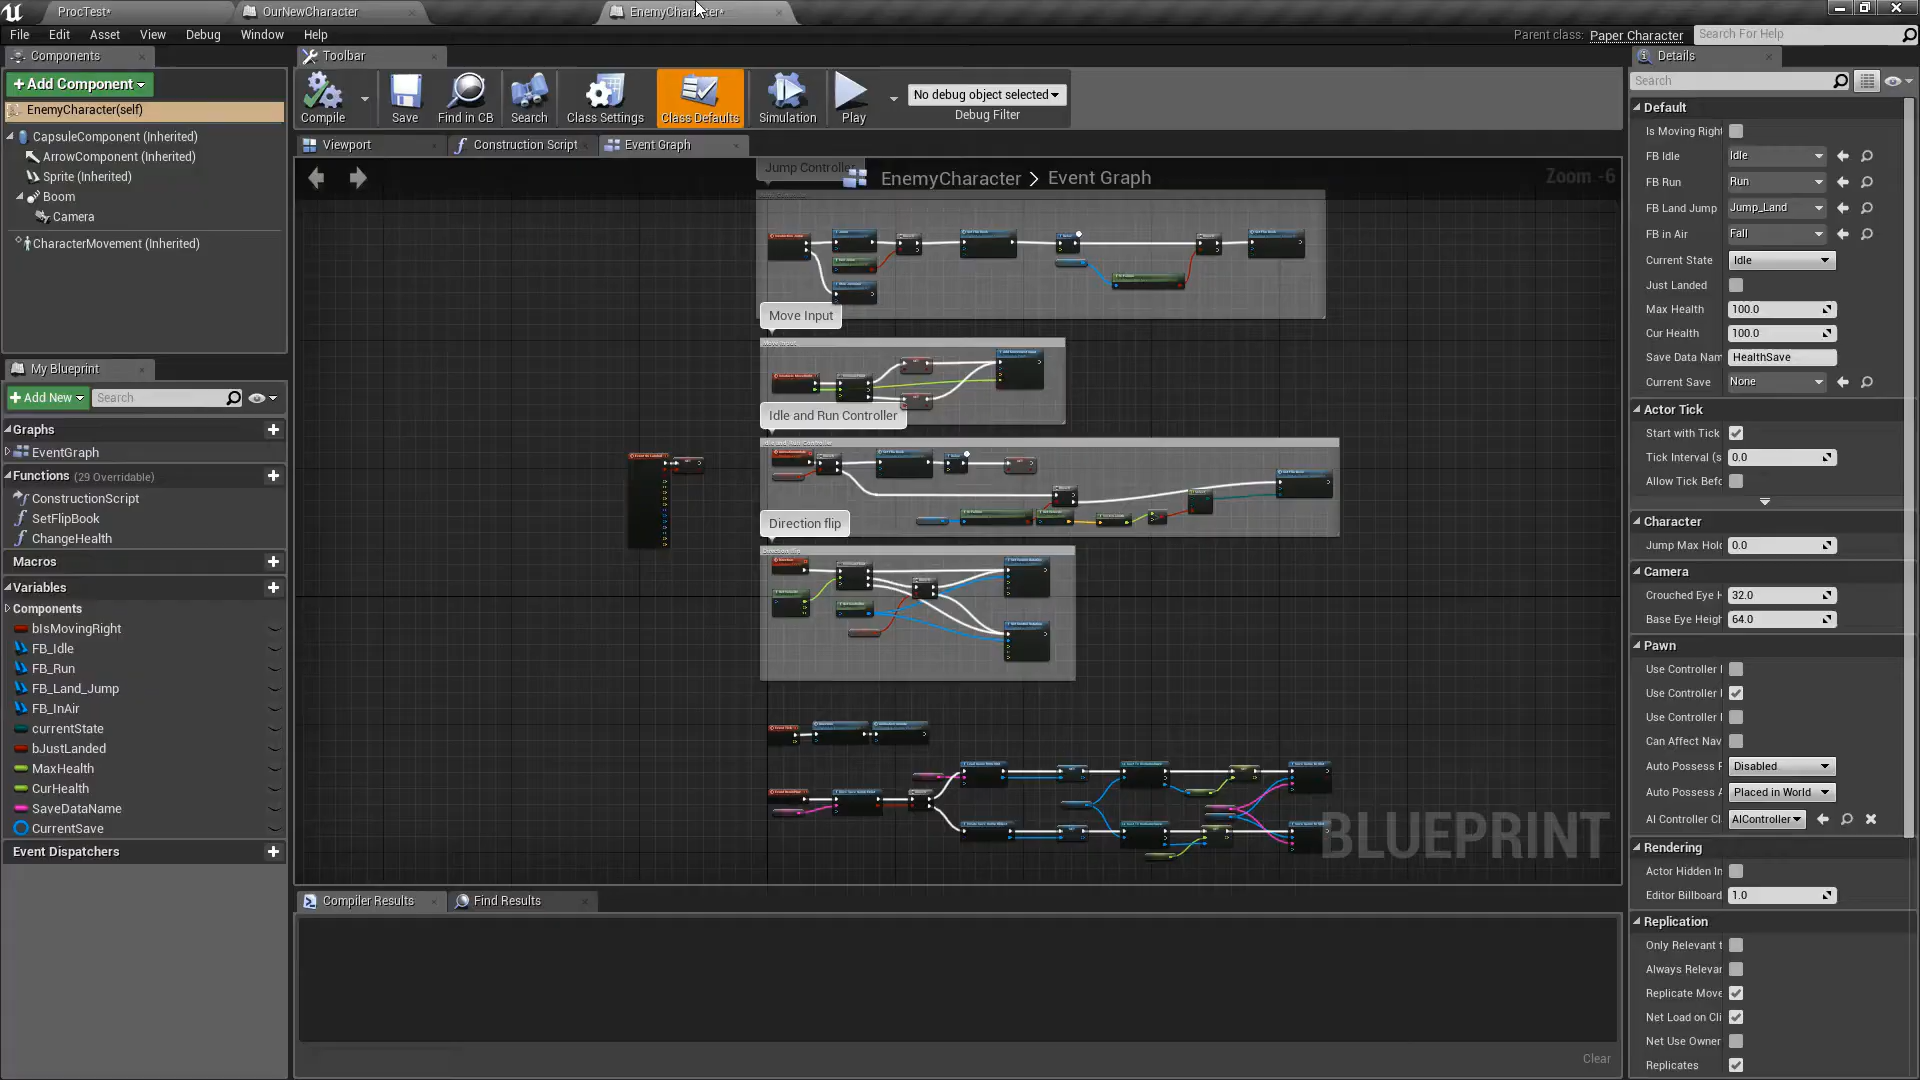 ProcTest*
OurNewCharacter
EnemyCharacter*
File Edit Asset View Debug Window Help
Parent class: Paper Character
Search For Help
Components
+Add Component
EnemyCharacter(self)
CapsuleComponent (Inherited)
ArrowComponent (Inherited)
Sprite (Inherited)
Boom
Camera
CharacterMovement (Inherited)
My Blueprint
+Add New
Search
Graphs
EventGraph
Functions (29 Overridable)
ConstructionScript
SetFlipBook
ChangeHealth
Macros
Variables
Components
bIsMovingRight
FB_Idle
FB_Run
FB_Land_Jump
FB_InAir
currentState
bJustLanded
MaxHealth
CurHealth
SaveDataName
CurrentSave
Event Dispatchers
Toolbar
Compile
Save
Find in CB
Search
Class Settings
Class Defaults
Simulation
Play
No debug object selected
Debug Filter
Viewport
Construction Script
Event Graph
Jump Controller
EnemyCharacter > Event Graph
Zoom -6
Move Input
Idle and Run Controller
Direction flip
BLUEPRINT
Compiler Results
Find Results
Clear
Details
Search
Default
Is Moving Right
FB Idle Idle
FB Run Run
FB Land Jump Jump_Land
FB in Air Fall
Current State Idle
Just Landed
Max Health 100.0
Cur Health 100.0
Save Data Nam HealthSave
Current Save None
Actor Tick
Start with Tick
Tick Interval (s 0.0
Allow Tick Befo
Character
Jump Max Hold 0.0
Camera
Crouched Eye H 32.0
Base Eye Heigh 64.0
Pawn
Use Controller
Use Controller
Use Controller
Can Affect Nav
Auto Possess P Disabled
Auto Possess A Placed in World
AI Controller Cl AIController
Rendering
Actor Hidden In
Editor Billboard 1.0
Replication
Only Relevant t
Always Relevan
Replicate Move
Net Load on Cli
Net Use Owner
Replicates